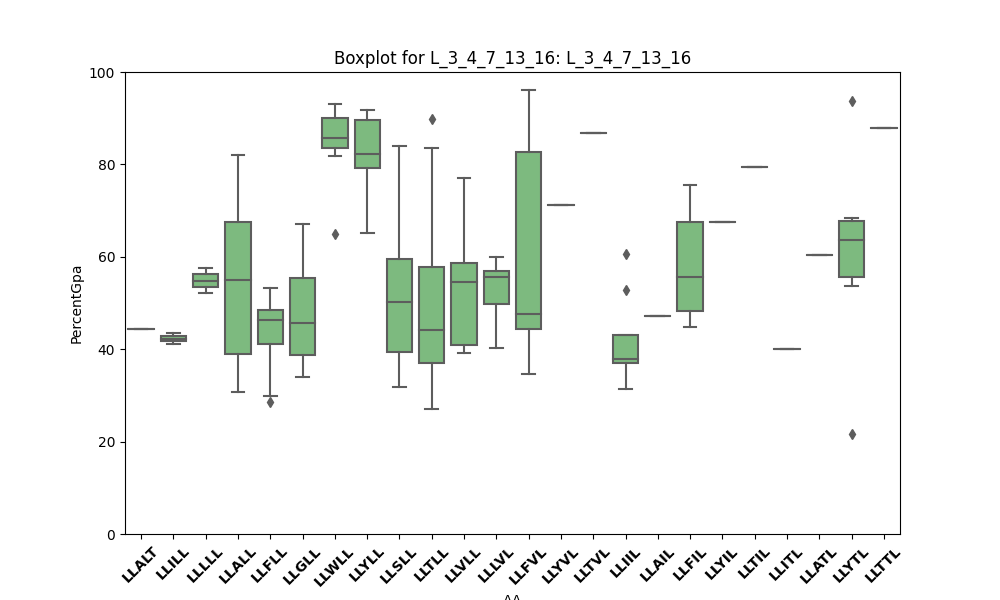 Boxplot for L_3_4_7_13_16: L_3_4_7_13_16
PercentGpa
100
80
60
40
20
0
LLALT LLILL LLLLL LLALL LLFLL LLGLL LLWLL LLYLL LLSLL LLTLL LLVLL LLLVL LLFVL LLYVL LLTVL LLIIL LLAIL LLFIL LLYIL LLTIL LLITL LLATL LLYTL LLTTL
AA